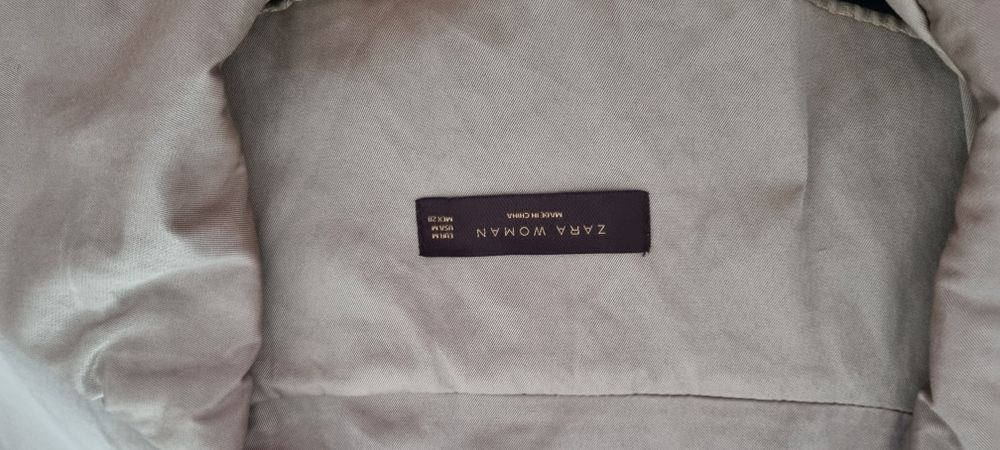 ZARA WOMAN
MADE IN CHINA
EUR M
USA M
MEX 28